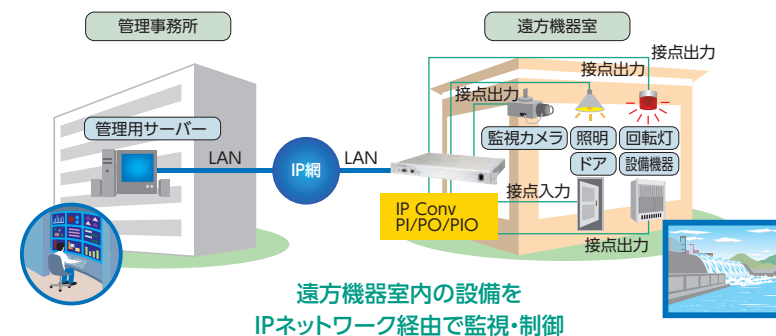 管理事務所
遠方機器室
接点出力
接点出力
接点出力
管理用サーバー
監視カメラ
照明
回転灯
LAN
IP網
LAN
ドア
設備機器
接点入力
IP Conv
PI/PO/PIO
接点出力
遠方機器室内の設備を
IPネットワーク経由で監視・制御